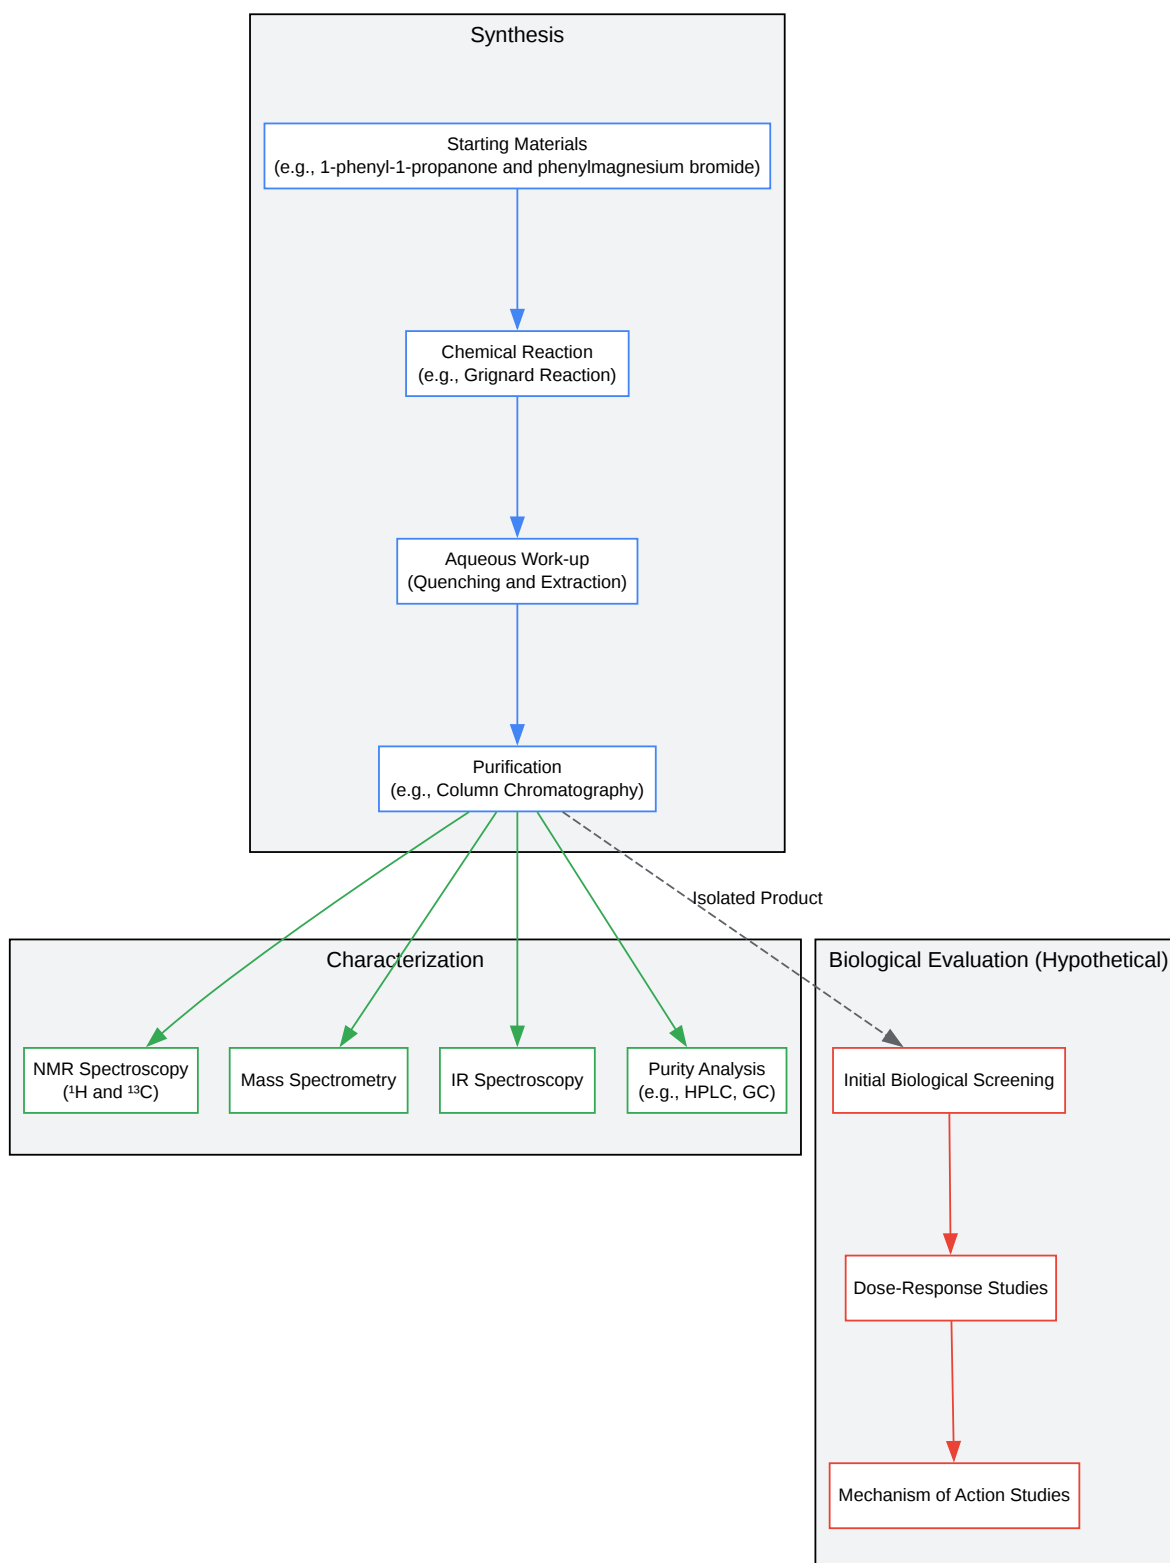 Synthesis
Starting Materials
(e.g., 1-phenyl-1-propanone and phenylmagnesium bromide)
Chemical Reaction
(e.g., Grignard Reaction)
Aqueous Work-up
(Quenching and Extraction)
Purification
(e.g., Column Chromatography)
Isolated Product
Characterization
Biological Evaluation (Hypothetical)
NMR Spectroscopy
(¹H and ¹³C)
Mass Spectrometry
IR Spectroscopy
Purity Analysis
(e.g., HPLC, GC)
Initial Biological Screening
Dose-Response Studies
Mechanism of Action Studies